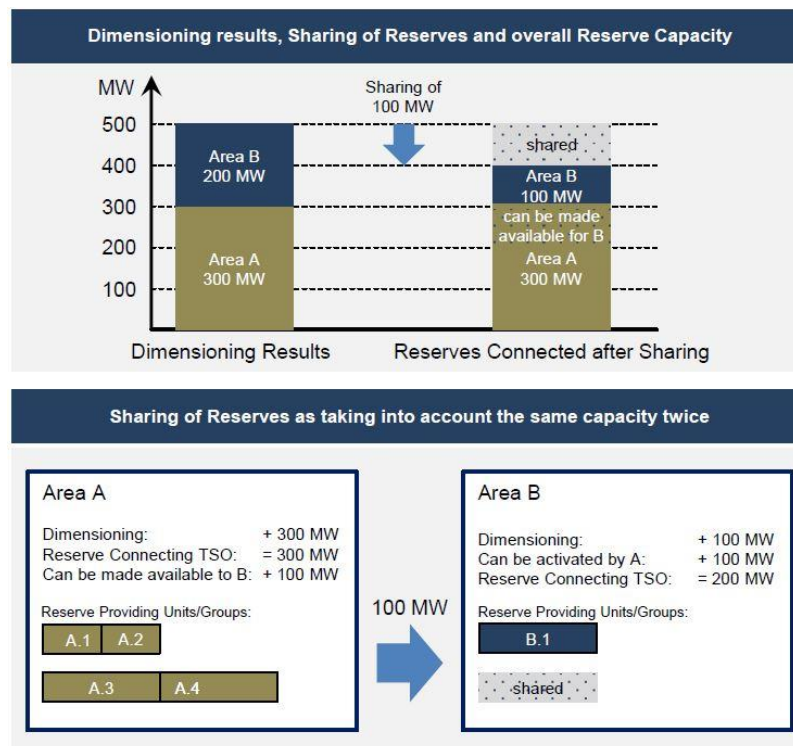 Dimensioning results, Sharing of Reserves and overall Reserve Capacity
MW
Sharing of
100 MW
500
400
300
200
100
Area B
200 MW
Area A
300 MW
shared
Area B
100 MW
can be made
available for B
Area A
300 MW
Dimensioning Results
Reserves Connected after Sharing
Sharing of Reserves as taking into account the same capacity twice
Area A
Dimensioning: + 300 MW
Reserve Connecting TSO: = 300 MW
Can be made available to B: + 100 MW
Reserve Providing Units/Groups:
A.1 A.2
A.3 A.4
100 MW
Area B
Dimensioning: + 100 MW
Can be activated by A: + 100 MW
Reserve Connecting TSO: = 200 MW
Reserve Providing Units/Groups:
B.1
shared